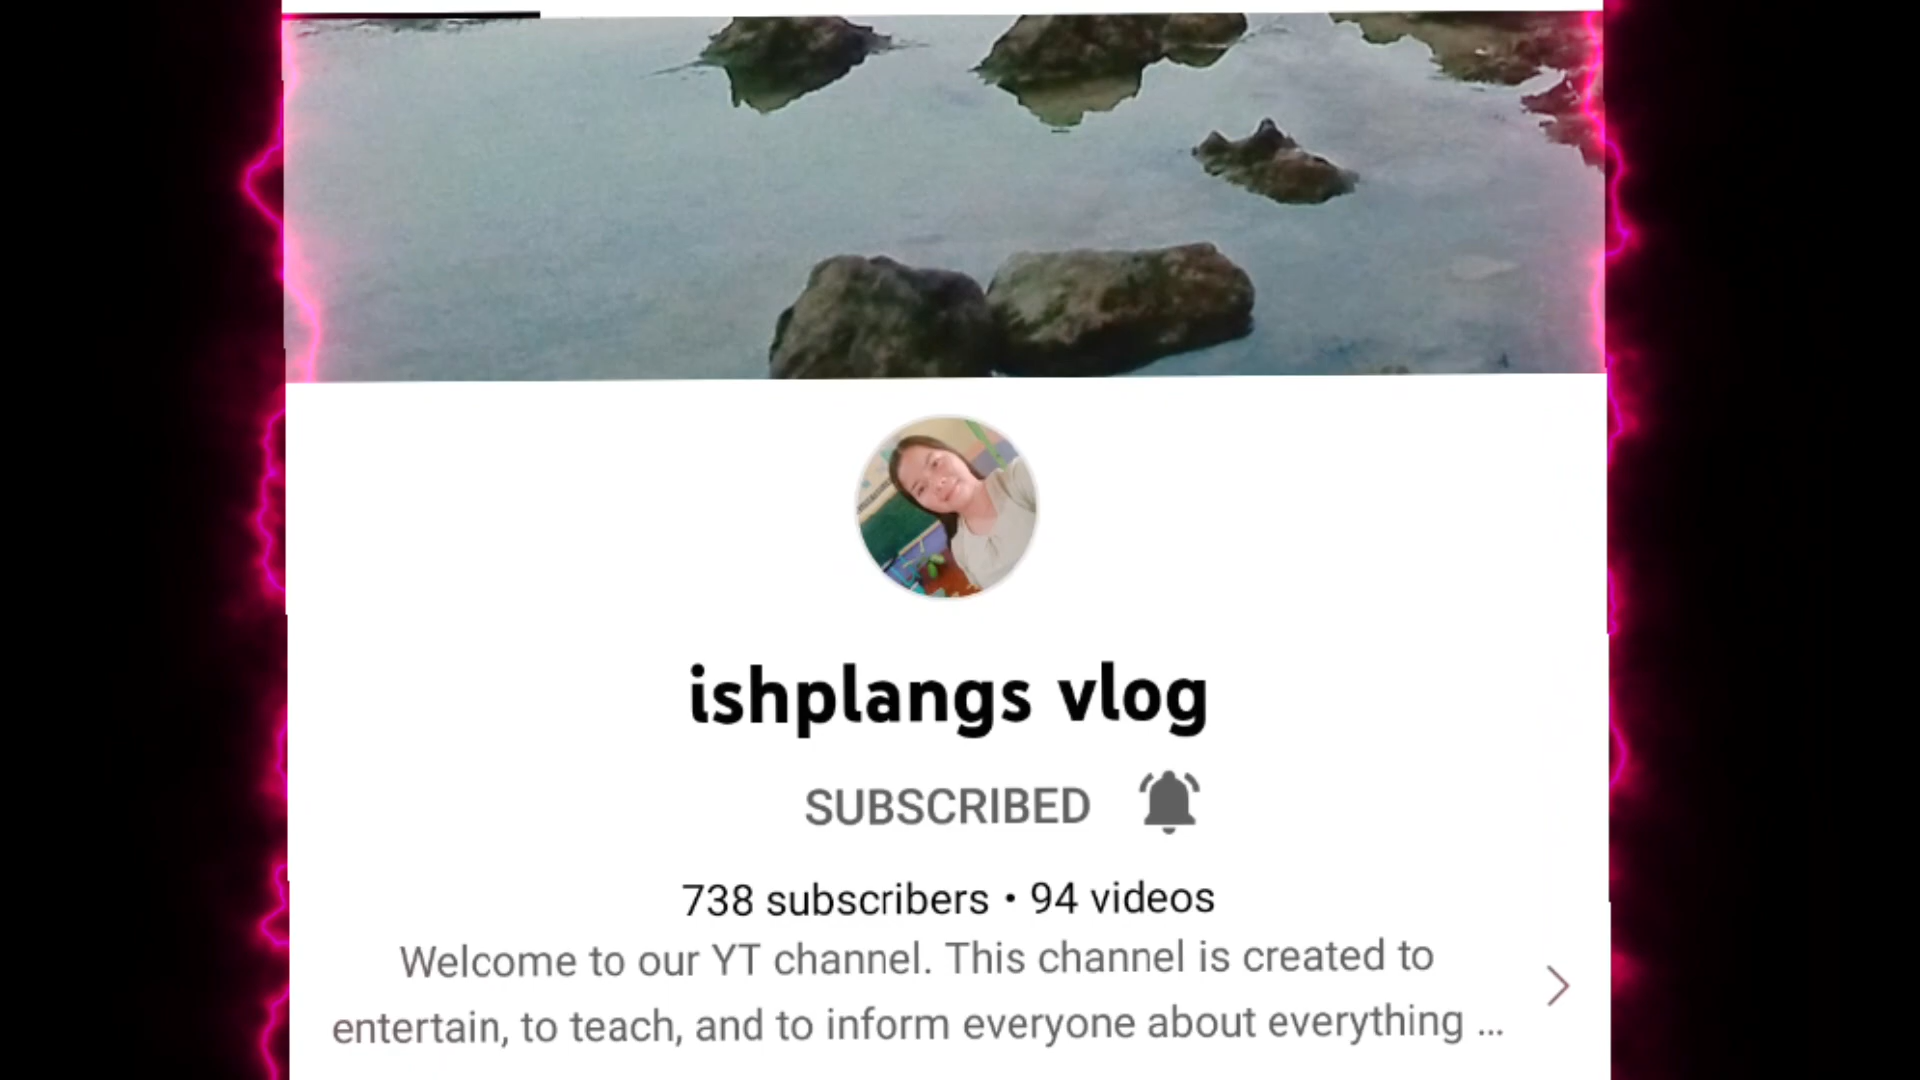 ishplangs vlog
SUBSCRIBED
738 subscribers • 94 videos
Welcome to our YT channel. This channel is created to
entertain, to teach, and to inform everyone about everything ...